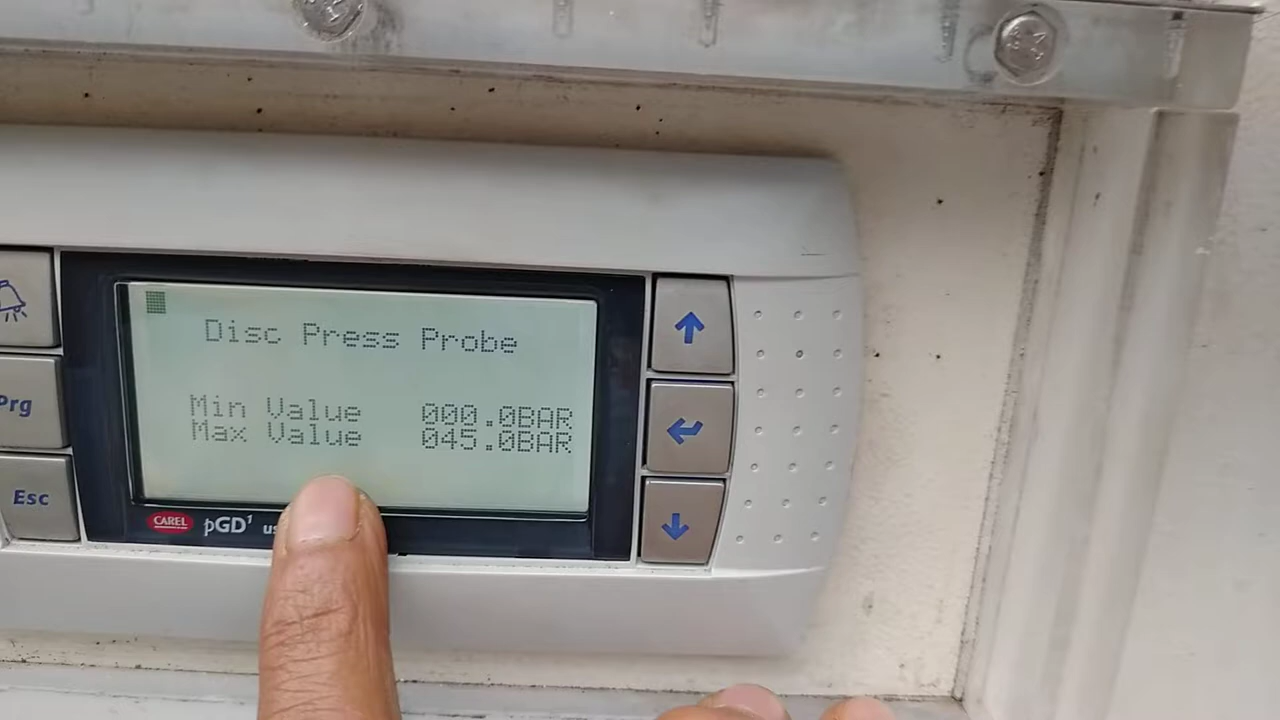 Disc Press Probe
Min Value 000.0BAR
Max Value 045.0BAR
Prg
Esc
CAREL pGD¹